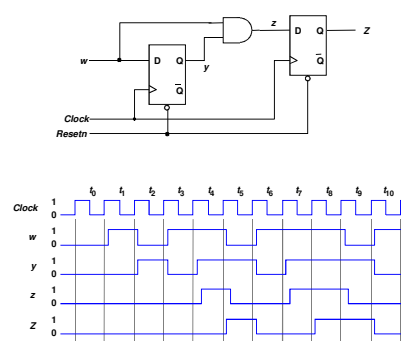 z
D Q Z
w D Q Q
y
Q
Clock
Resetn
t0 t1 t2 t3 t4 t5 t6 t7 t8 t9 t10
Clock 1
0
w 1
0
y 1
0
z 1
0
Z 1
0